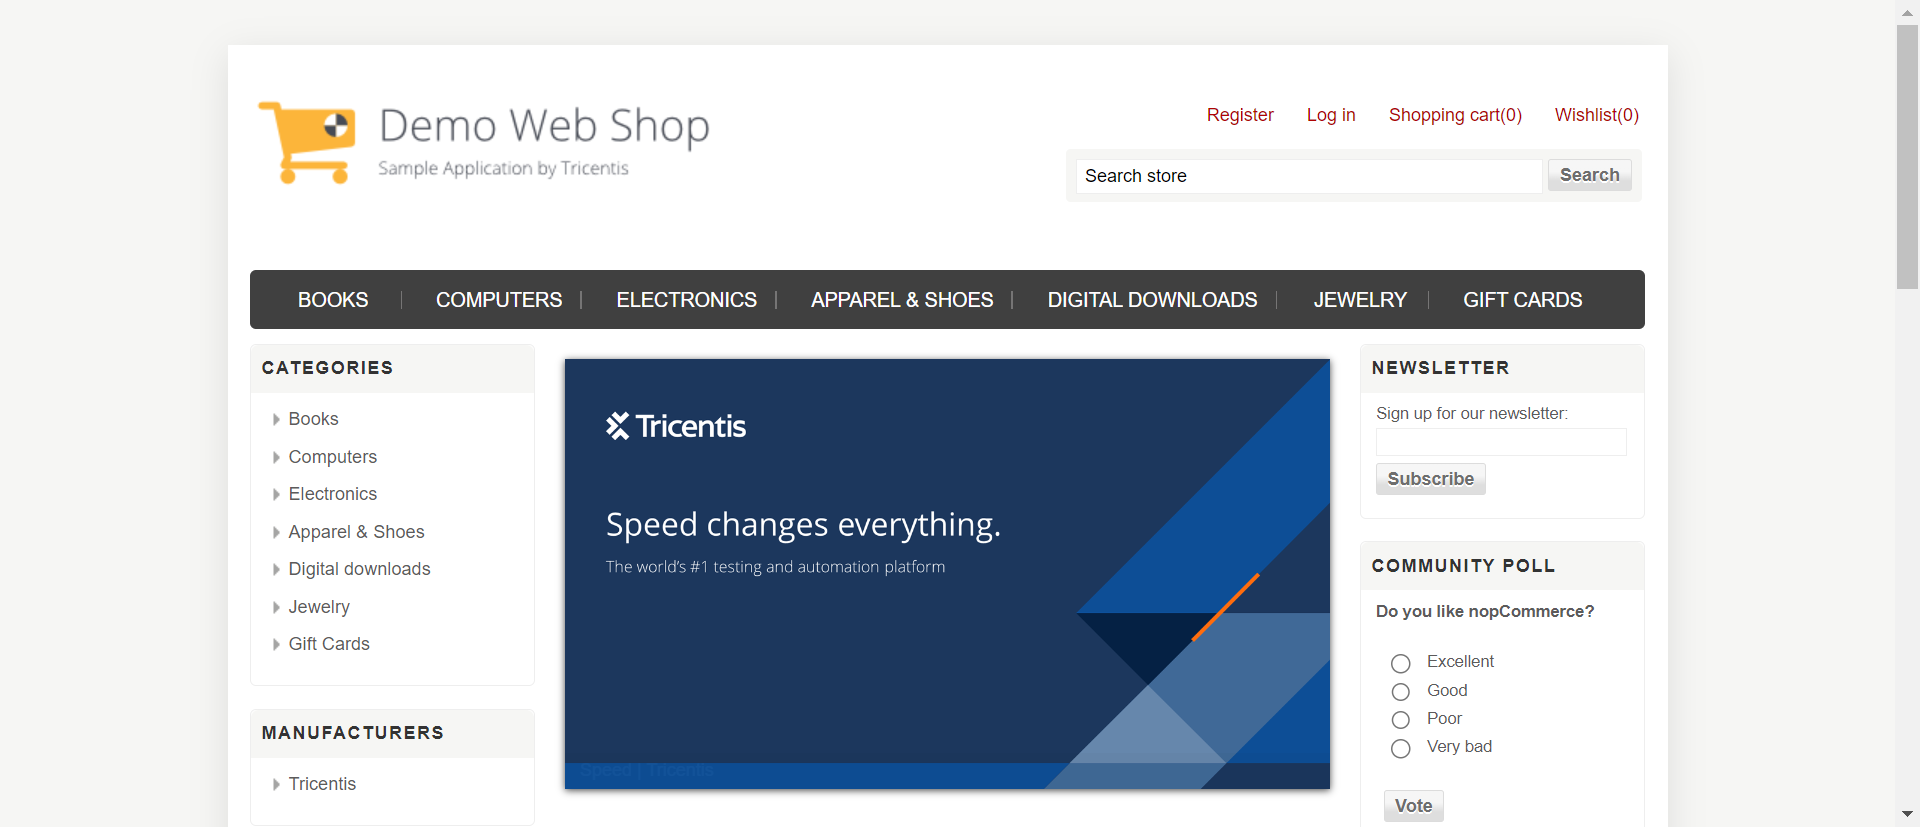 Demo Web Shop
Sample Application by Tricentis
Register Log in Shopping cart(0) Wishlist(0)
Search store Search
BOOKS COMPUTERS ELECTRONICS APPAREL & SHOES DIGITAL DOWNLOADS JEWELRY GIFT CARDS
CATEGORIES
Books
Computers
Electronics
Apparel & Shoes
Digital downloads
Jewelry
Gift Cards
MANUFACTURERS
Tricentis
Tricentis
Speed changes everything.
The world's #1 testing and automation platform
Speed | Tricentis
NEWSLETTER
Sign up for our newsletter:
Subscribe
COMMUNITY POLL
Do you like nopCommerce?
Excellent
Good
Poor
Very bad
Vote